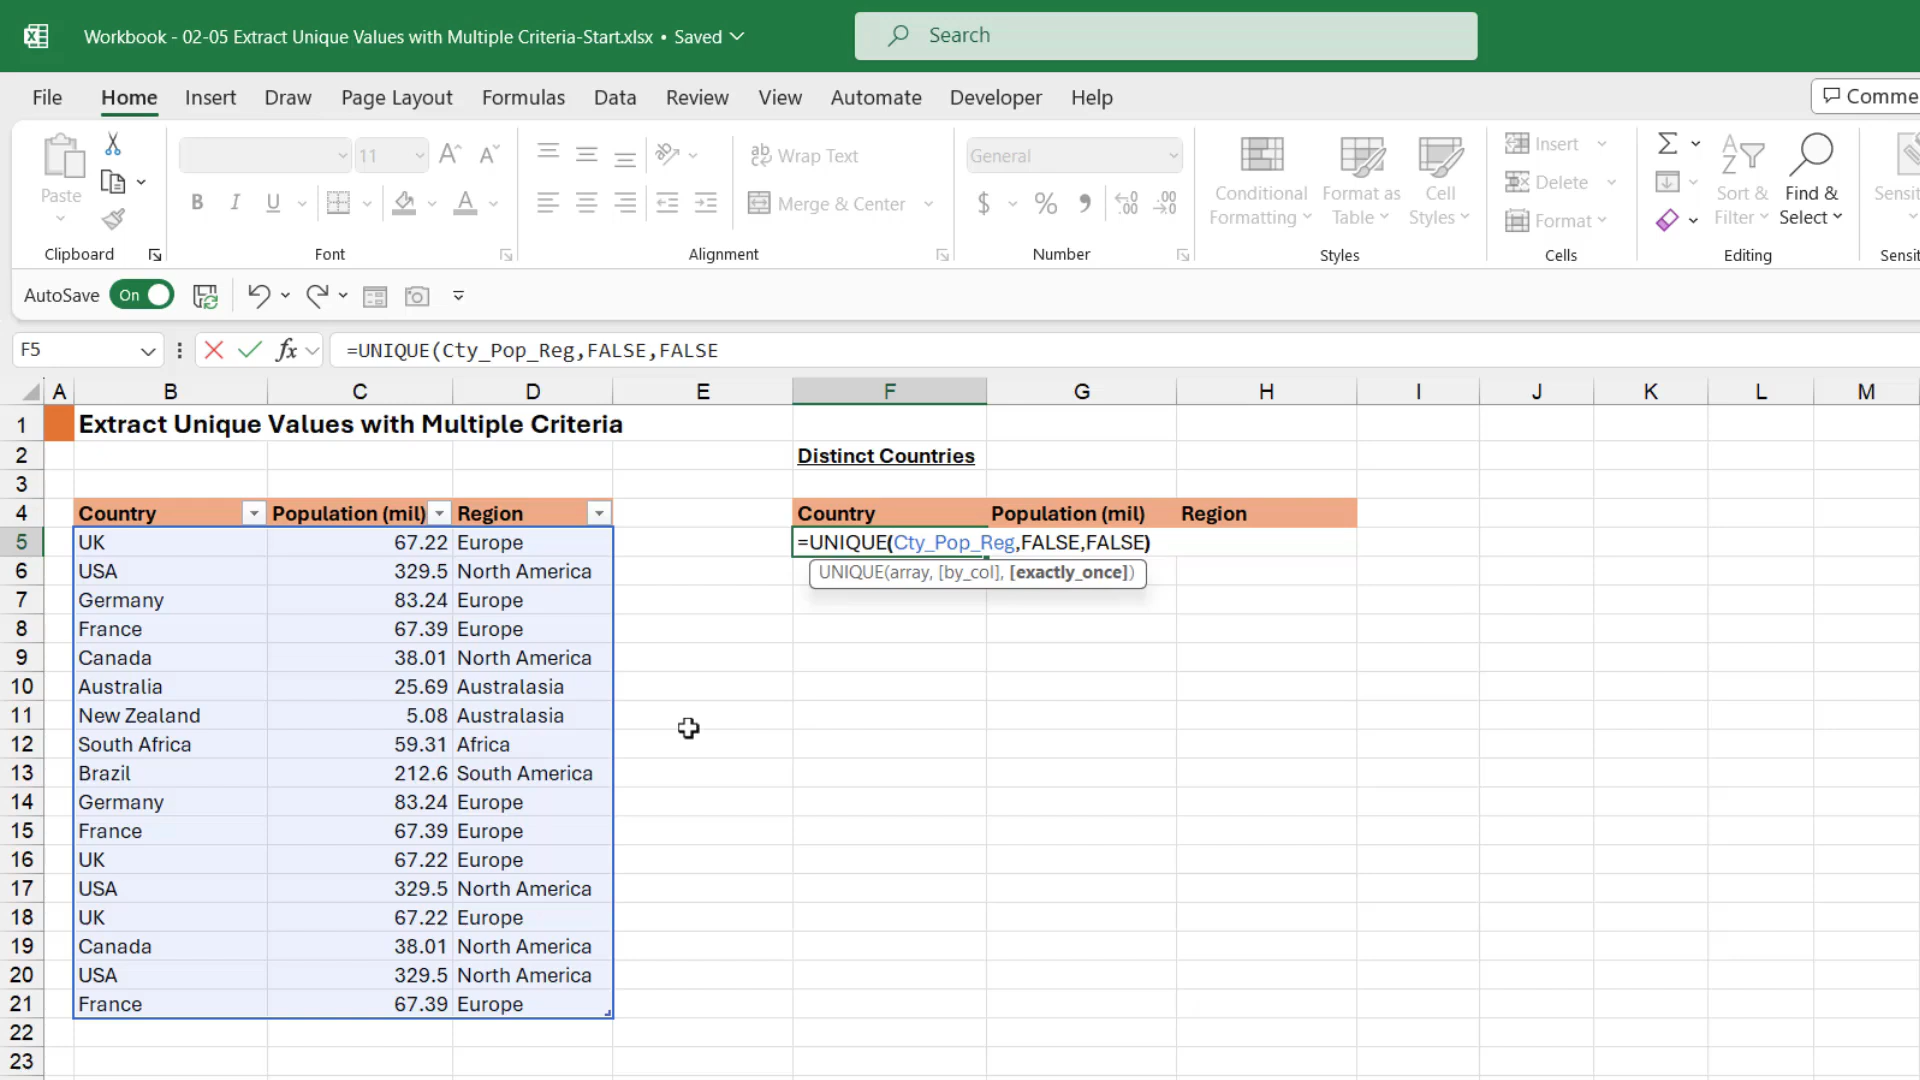 Workbook - 02-05 Extract Unique Values with Multiple Criteria-Start.xlsx • Saved
Search
File Home Insert Draw Page Layout Formulas Data Review View Automate Developer Help
Comme
Paste
Clipboard
11
B I U
Font
Wrap Text
Merge & Center
Alignment
General
$ % 9
Number
Conditional Formatting
Format as Table
Cell Styles
Styles
Insert
Delete
Format
Cells
Sort & Filter
Find & Select
Editing
Sensit
Sensit
AutoSave On
F5
fx
=UNIQUE(Cty_Pop_Reg,FALSE,FALSE
A B C D E F G H I J K L M
1 Extract Unique Values with Multiple Criteria
2 Distinct Countries
3
4 Country Population (mil) Region Country Population (mil) Region
5 UK 67.22 Europe =UNIQUE(Cty_Pop_Reg,FALSE,FALSE)
6 USA 329.5 North America UNIQUE(array, [by_col], [exactly_once])
7 Germany 83.24 Europe
8 France 67.39 Europe
9 Canada 38.01 North America
10 Australia 25.69 Australasia
11 New Zealand 5.08 Australasia
12 South Africa 59.31 Africa
13 Brazil 212.6 South America
14 Germany 83.24 Europe
15 France 67.39 Europe
16 UK 67.22 Europe
17 USA 329.5 North America
18 UK 67.22 Europe
19 Canada 38.01 North America
20 USA 329.5 North America
21 France 67.39 Europe
22
23